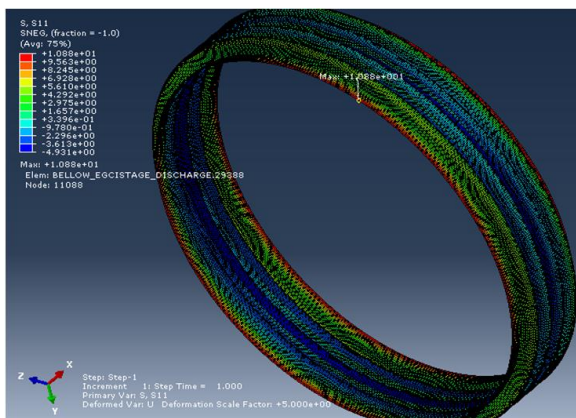 S, S11
SNEG, (fraction = -1.0)
(Avg: 75%)
+1.088e+01
+9.563e+00
+8.245e+00
+6.928e+00
+5.610e+00
+4.292e+00
+2.975e+00
+1.657e+00
+3.396e-01
-9.780e-01
-2.296e+00
-3.613e+00
-4.931e+00
Max: +1.088e+01
Elem: BELLOW_EGCISTAGE_DISCHARGE.29388
Node: 11088
Max: +1.088e+001
Z
X
Y
Step: Step-1
Increment 1: Step Time = 1.000
Primary Var: S, S11
Deformed Var: U Deformation Scale Factor: +5.000e+00